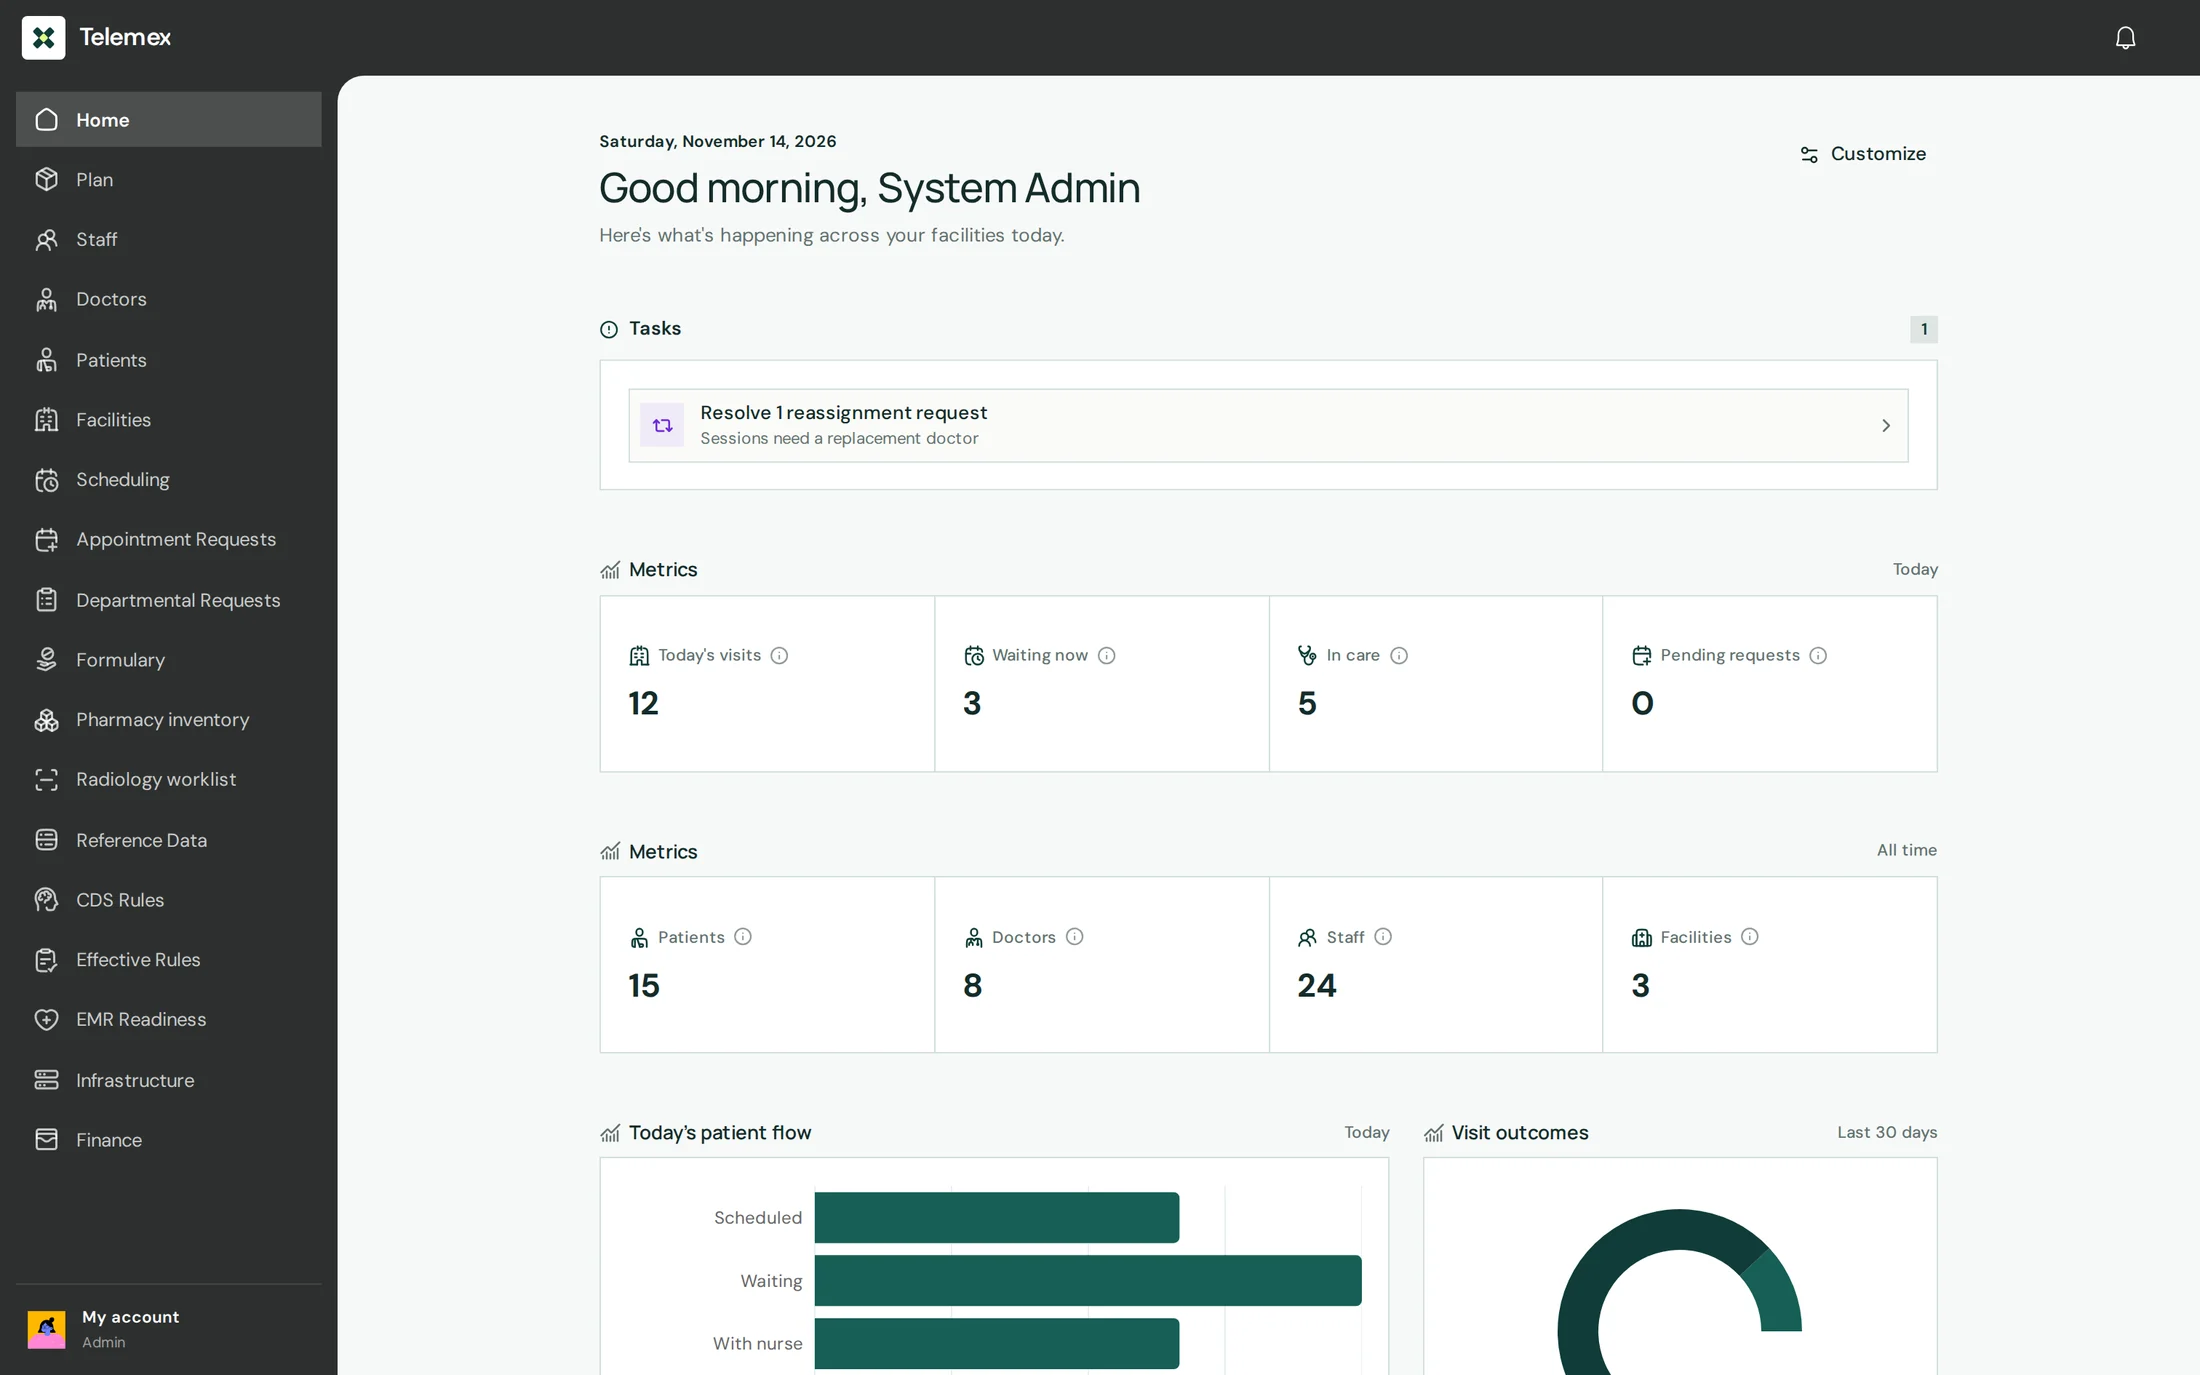 Telemex
Home
Plan
Staff
Doctors
Patients
Facilities
Scheduling
Appointment Requests
Departmental Requests
Formulary
Pharmacy inventory
Radiology worklist
Reference Data
CDS Rules
Effective Rules
EMR Readiness
Infrastructure
Finance
My account
Admin
Saturday, November 14, 2026
Customize
Good morning, System Admin
Here's what's happening across your facilities today.
Tasks 1
Resolve 1 reassignment request
Sessions need a replacement doctor
Metrics Today
Today's visits
12
Waiting now
3
In care
5
Pending requests
0
Metrics All time
Patients
15
Doctors
8
Staff
24
Facilities
3
Today’s patient flow Today
Scheduled
Waiting
With nurse
Visit outcomes Last 30 days